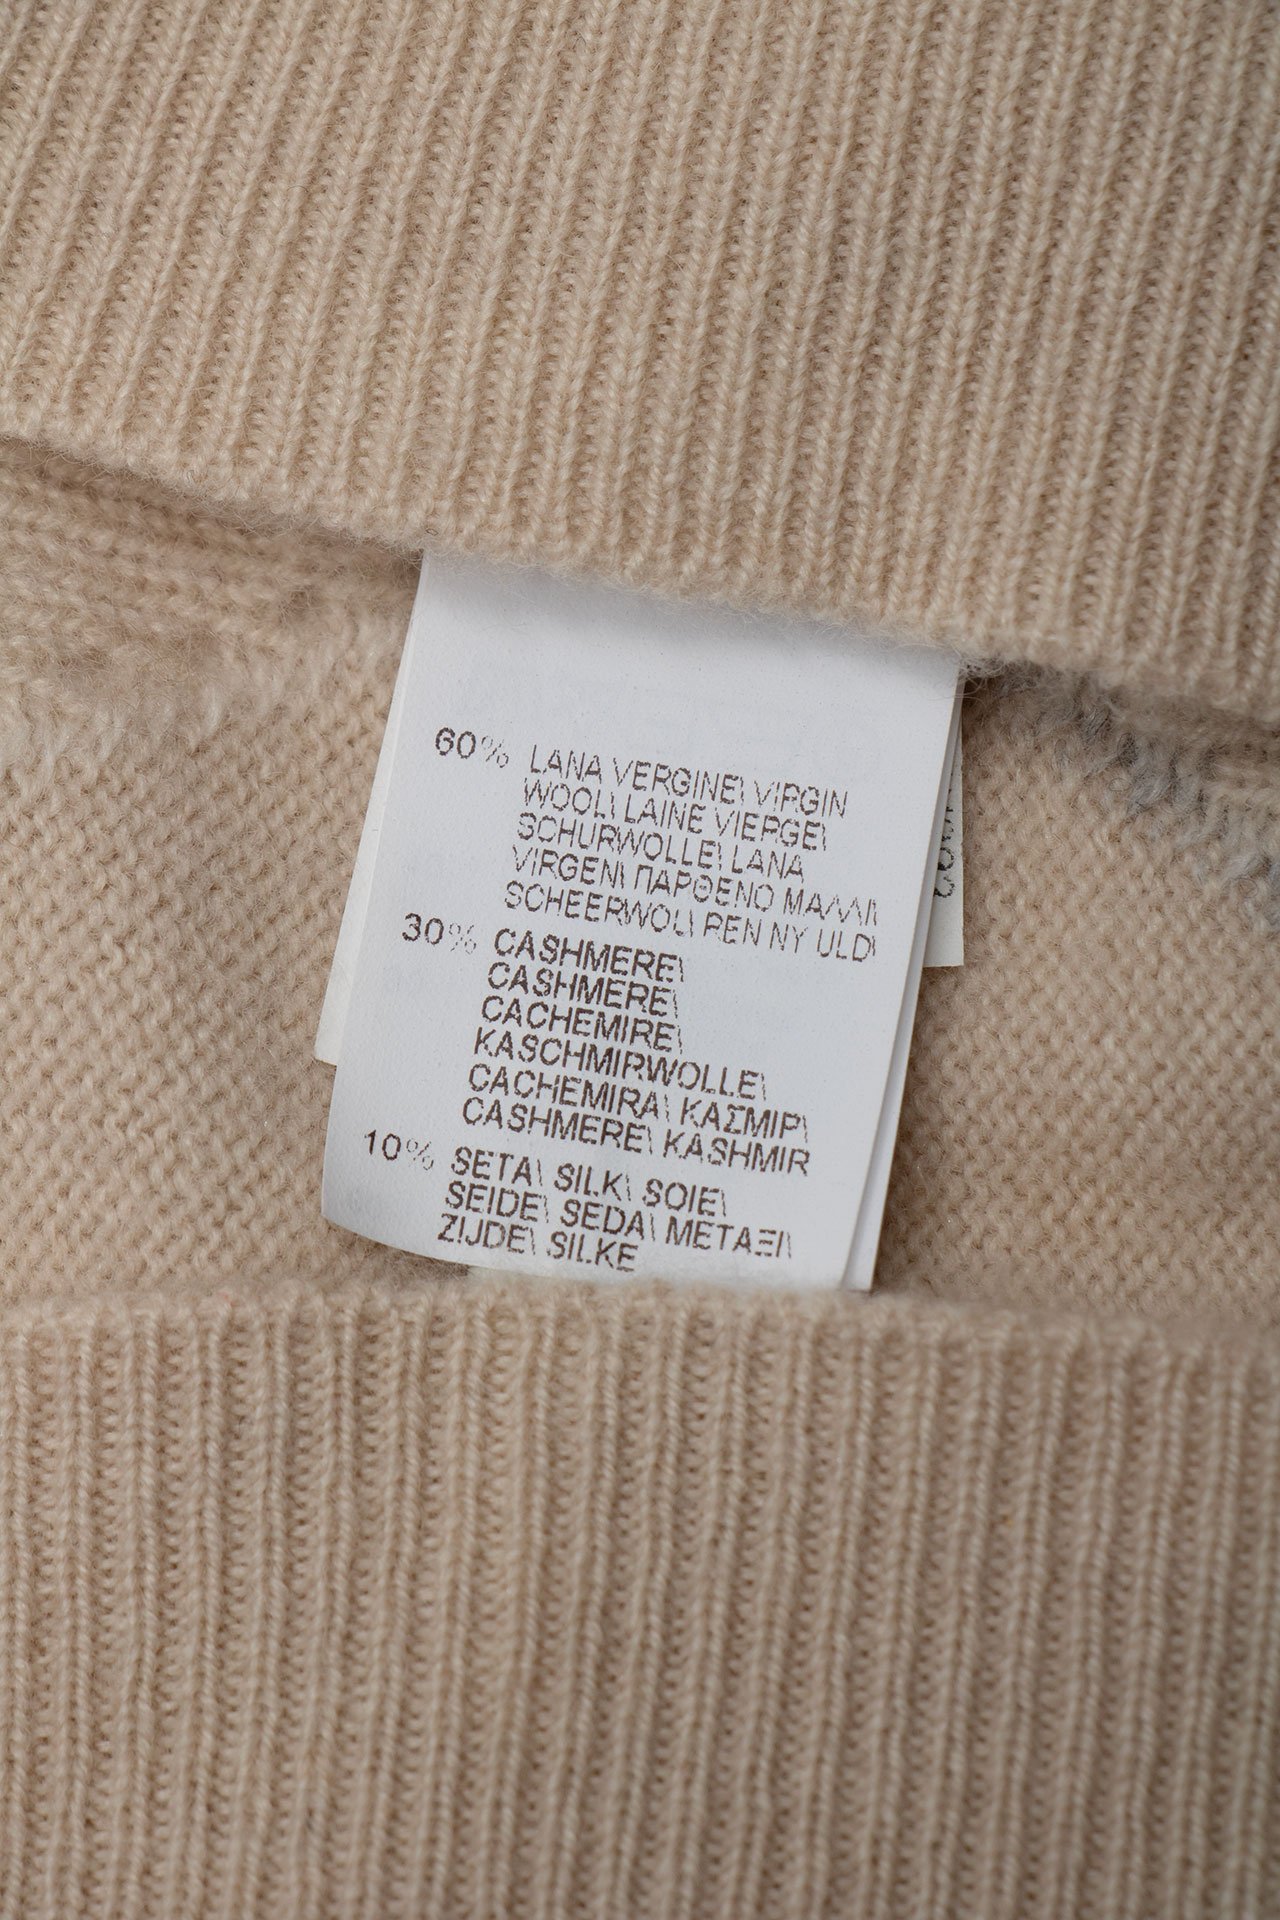 60% LANA VERGINE\ VIRGIN
WOOL\ LAINE VIERGE\
SCHURWOLLE\ LANA
VIRGEN\ ΠΑΡΘΕΝΟ ΜΑΛΛΙ\
SCHEERWOL\ REN NY ULD\
30% CASHMERE\
CASHMERE\
CACHEMIRE\
KASCHMIRWOLLE\
CACHEMIRA\ ΚΑΣΜΙΡ\
CASHMERE\ KASHMIR
10% SETA\ SILK\ SOIE\
SEIDE\ SEDA\ ΜΕΤΑΞΙ\
ZIJDE\ SILKE